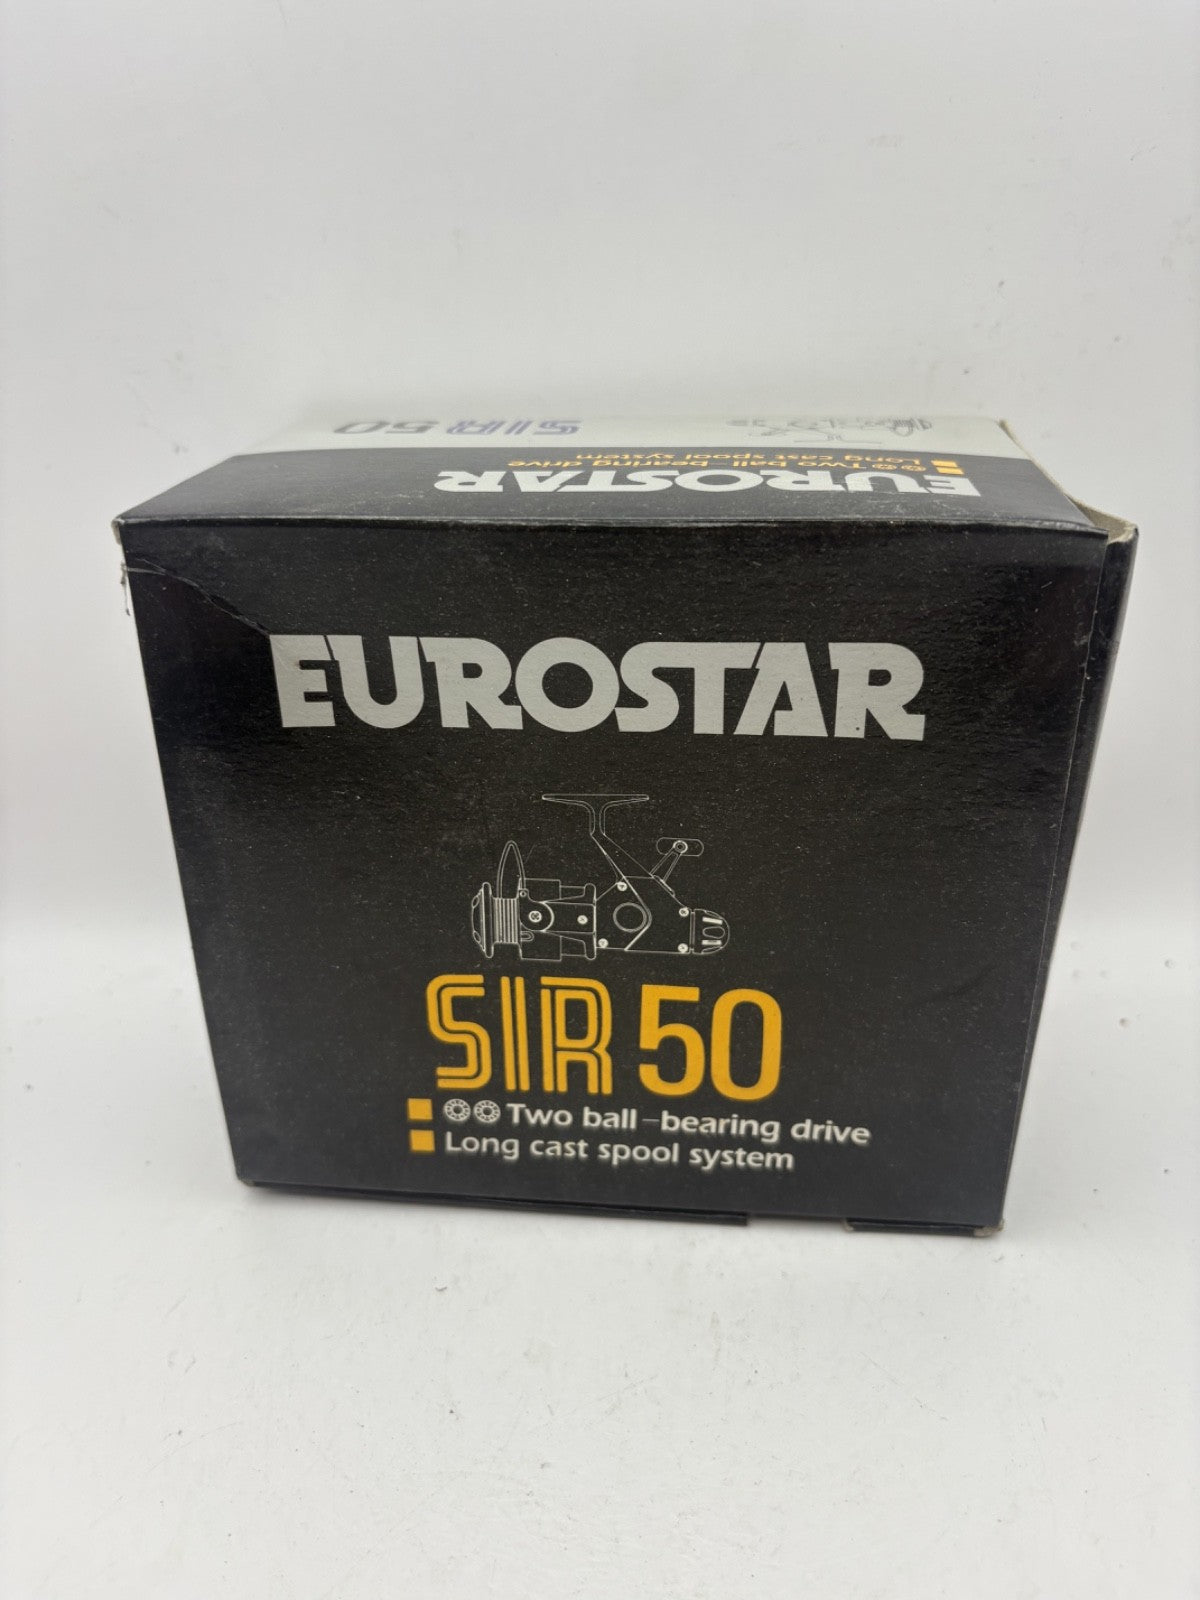 SIR 50
Two ball-bearing drive
Long cast spool system
EUROSTAR
EUROSTAR
SIR 50
Two ball-bearing drive
Long cast spool system